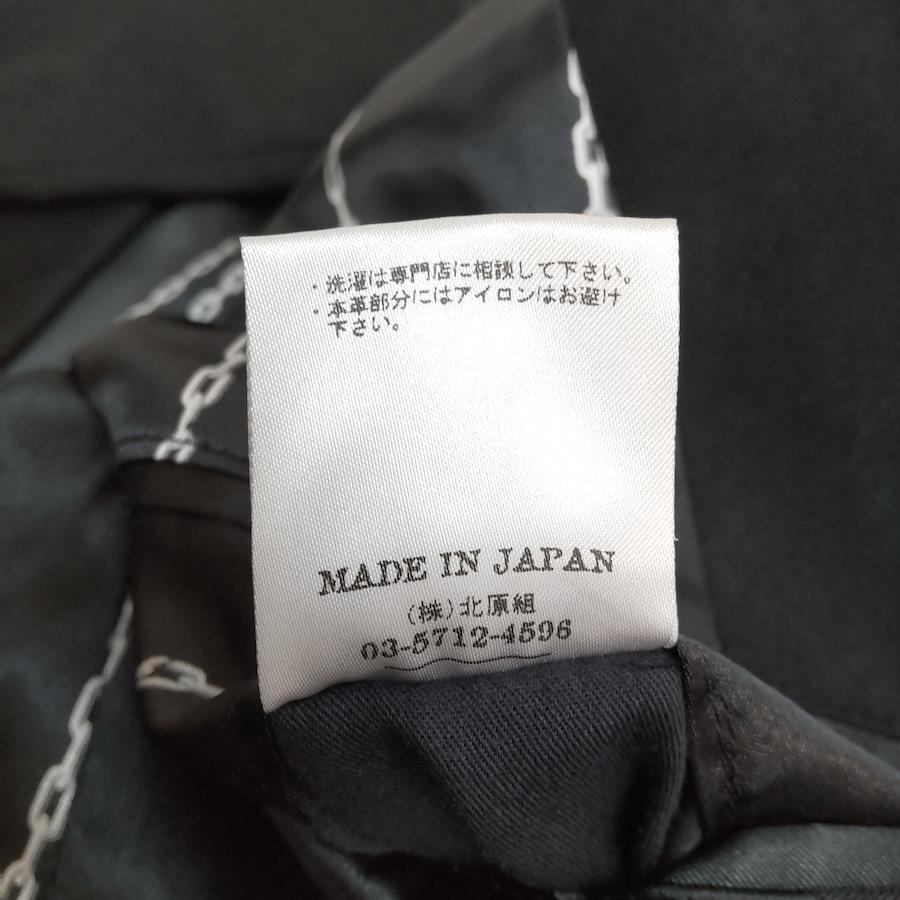 ・洗濯は専門店に相談して下さい。
・本革部分にはアイロンはお避け
下さい。
MADE IN JAPAN
(株)北原組
03-5712-4596